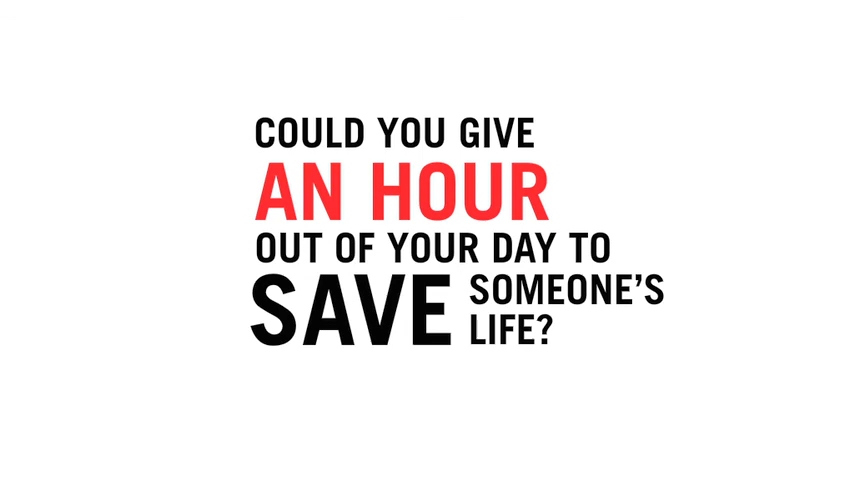 COULD YOU GIVE
AN HOUR
OUT OF YOUR DAY TO
SAVE SOMEONE’S
LIFE?